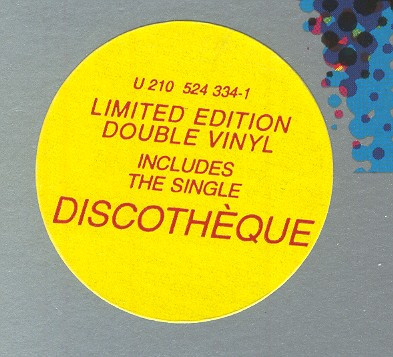 U 210 524 334-1
LIMITED EDITION
DOUBLE VINYL
INCLUDES
THE SINGLE
DISCOTHÈQUE